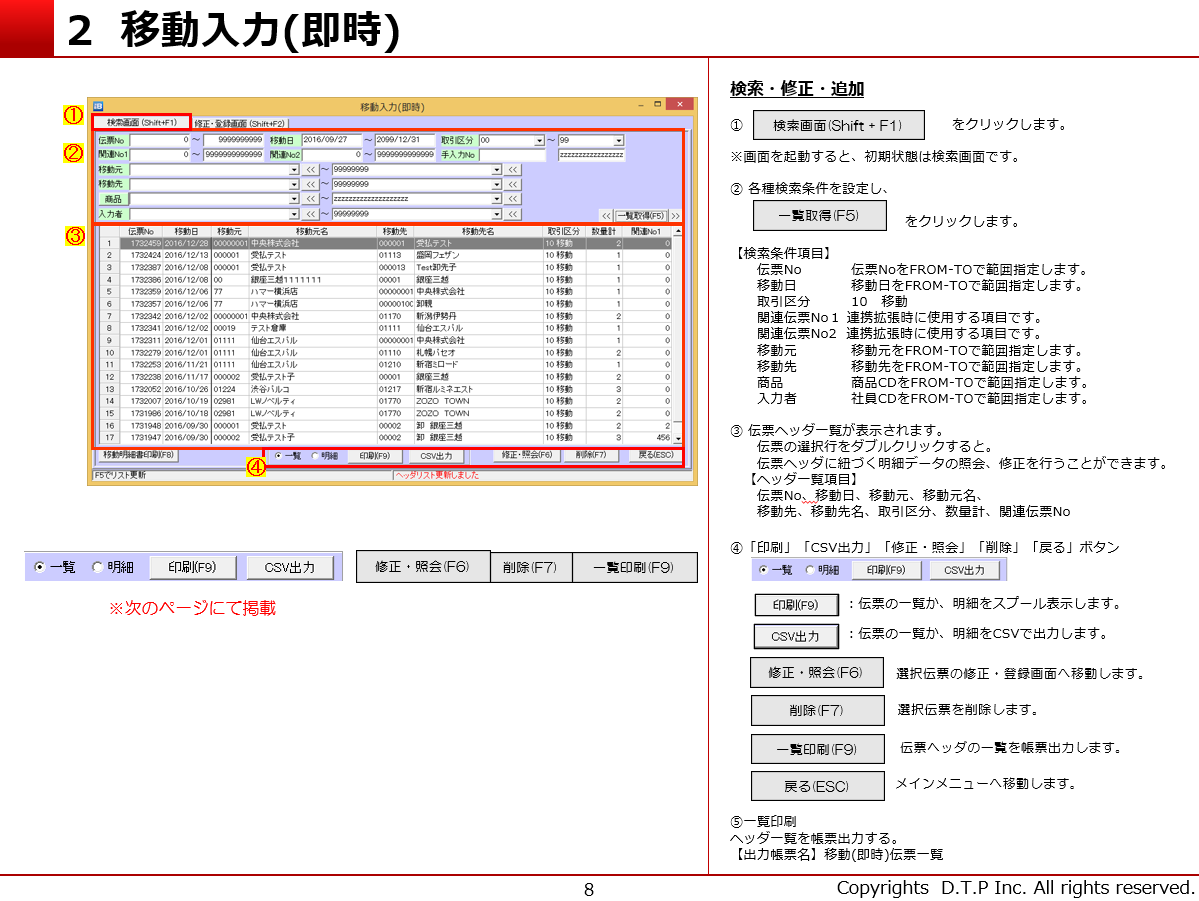 2 移動入力(即時)
①
②
③
④
移動入力(即時)
検索画面 (Shift+F1) 修正・登録画面 (Shift+F2)
伝票No 0 ～ 9999999999 移動日 2016/09/27 ～ 2099/12/31 取引区分 00 ～ 99
関連No1 0 ～ 9999999999999 関連No2 0 ～ 9999999999999 手入力No zzzzzzzzzzzzzzzz
移動元 << ～ 99999999 <<
移動先 << ～ 99999999 <<
商品 << ～ zzzzzzzzzzzzzzzzzzzz <<
入力者 << ～ 99999999 <<
<< 一覧取得(F5) >>
伝票No 移動日 移動元 移動元名 移動先 移動先名 取引区分 数量計 関連No1
1 1732459 2016/12/28 00000001 中央株式会社 000001 受払テスト 10 移動 2 0
2 1732424 2016/12/13 000001 受払テスト 01113 盛岡フェザン 10 移動 1 0
3 1732387 2016/12/08 000001 受払テスト 000013 Test卸先子 10 移動 1 0
4 1732386 2016/12/08 00 銀座三越1111111 00001 銀座三越 10 移動 1 0
5 1732359 2016/12/06 77 ハマー横浜店 00000001 中央株式会社 10 移動 1 0
6 1732357 2016/12/06 77 ハマー横浜店 0000010C 10 移動 1 0
7 1732342 2016/12/02 00000001 中央株式会社 01170 新潟伊勢丹 10 移動 2 0
8 1732341 2016/12/02 00019 テスト倉庫 01111 仙台エスパル 10 移動 1 0
9 1732311 2016/12/01 01111 仙台エスパル 00000001 中央株式会社 10 移動 1 0
10 1732279 2016/12/01 01111 仙台エスパル 01110 札幌パセオ 10 移動 2 0
11 1732253 2016/11/21 01111 仙台エスパル 01210 新宿ミロード 10 移動 1 0
12 1732238 2016/11/17 000002 受払テスト子 00001 銀座三越 10 移動 2 0
13 1732052 2016/10/26 01224 渋谷パルコ 01217 新宿ルミネエスト 10 移動 2 0
14 1732007 2016/10/19 02981 LWノベルティ 01770 ZOZO TOWN 10 移動 2 0
15 1731986 2016/10/18 02981 LWノベルティ 01770 ZOZO TOWN 10 移動 2 0
16 1731948 2016/09/30 000001 受払テスト 00002 卸 銀座三越 10 移動 2 2
17 1731947 2016/09/30 000002 受払テスト子 00002 卸 銀座三越 10 移動 3 456
移動明細書印刷(F8) 一覧 明細 印刷(F9) CSV出力 修正・照会(F6) 削除(F7) 戻る(ESC)
F5でリスト更新 ヘッダリスト更新しました
一覧 明細 印刷(F9) CSV出力 修正・照会(F6) 削除(F7) 一覧印刷(F9)
※次のページにて掲載
検索・修正・追加
① 検索画面(Shift + F1) をクリックします。
※画面を起動すると、初期状態は検索画面です。
② 各種検索条件を設定し、
一覧取得(F5) をクリックします。
【検索条件項目】
伝票No 伝票NoをFROM-TOで範囲指定します。
移動日 移動日をFROM-TOで範囲指定します。
取引区分 10 移動
関連伝票No１ 連携拡張時に使用する項目です。
関連伝票No2 連携拡張時に使用する項目です。
移動元 移動元をFROM-TOで範囲指定します。
移動先 移動先をFROM-TOで範囲指定します。
商品 商品CDをFROM-TOで範囲指定します。
入力者 社員CDをFROM-TOで範囲指定します。
③ 伝票ヘッダ一覧が表示されます。
伝票の選択行をダブルクリックすると。
伝票ヘッダに紐づく明細データの照会、修正を行うことができます。
【ヘッダ一覧項目】
伝票No、移動日、移動元、移動元名、
移動先、移動先名、取引区分、数量計、関連伝票No
④「印刷」「CSV出力」「修正・照会」「削除」「戻る」ボタン
一覧 明細 印刷(F9) CSV出力
印刷(F9) ：伝票の一覧か、明細をスプール表示します。
CSV出力 ：伝票の一覧か、明細をCSVで出力します。
修正・照会(F6) 選択伝票の修正・登録画面へ移動します。
削除(F7) 選択伝票を削除します。
一覧印刷(F9) 伝票ヘッダの一覧を帳票出力します。
戻る(ESC) メインメニューへ移動します。
⑤一覧印刷
ヘッダ一覧を帳票出力する。
【出力帳票名】移動(即時)伝票一覧
8
Copyrights D.T.P Inc. All rights reserved.